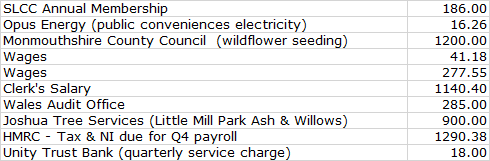 SLCC Annual Membership 186.00
Opus Energy (public conveniences electricity) 16.26
Monmouthshire County Council (wildflower seeding) 1200.00
Wages 41.18
Wages 277.55
Clerk's Salary 1140.40
Wales Audit Office 285.00
Joshua Tree Services (Little Mill Park Ash & Willows) 900.00
HMRC - Tax & NI due for Q4 payroll 1290.38
Unity Trust Bank (quarterly service charge) 18.00